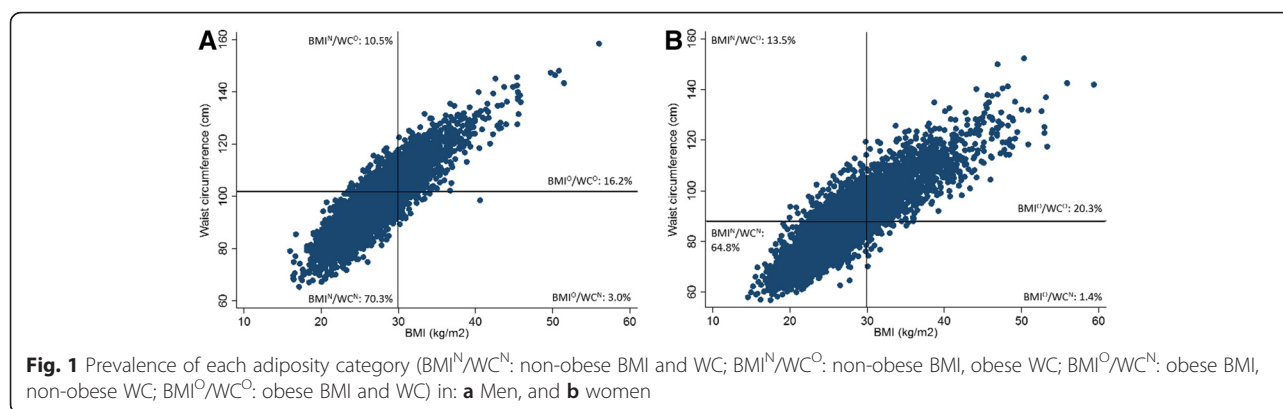 A
160
140
120
100
80
60
Waist circumference (cm)
BMIᴺ/WCᴼ: 10.5%
BMIᴼ/WCᴼ: 16.2%
BMIᴺ/WCᴺ: 70.3%
BMIᴼ/WCᴺ: 3.0%
10 20 30 40 50 60
BMI (kg/m2)
B
160
140
120
100
80
60
Waist circumference (cm)
BMIᴺ/WCᴼ: 13.5%
BMIᴼ/WCᴼ: 20.3%
BMIᴺ/WCᴺ:
64.8%
BMIᴼ/WCᴺ: 1.4%
10 20 30 40 50 60
BMI (kg/m2)
Fig. 1 Prevalence of each adiposity category (BMIᴺ/WCᴺ: non-obese BMI and WC; BMIᴺ/WCᴼ: non-obese BMI, obese WC; BMIᴼ/WCᴺ: obese BMI,
non-obese WC; BMIᴼ/WCᴼ: obese BMI and WC) in: a Men, and b women